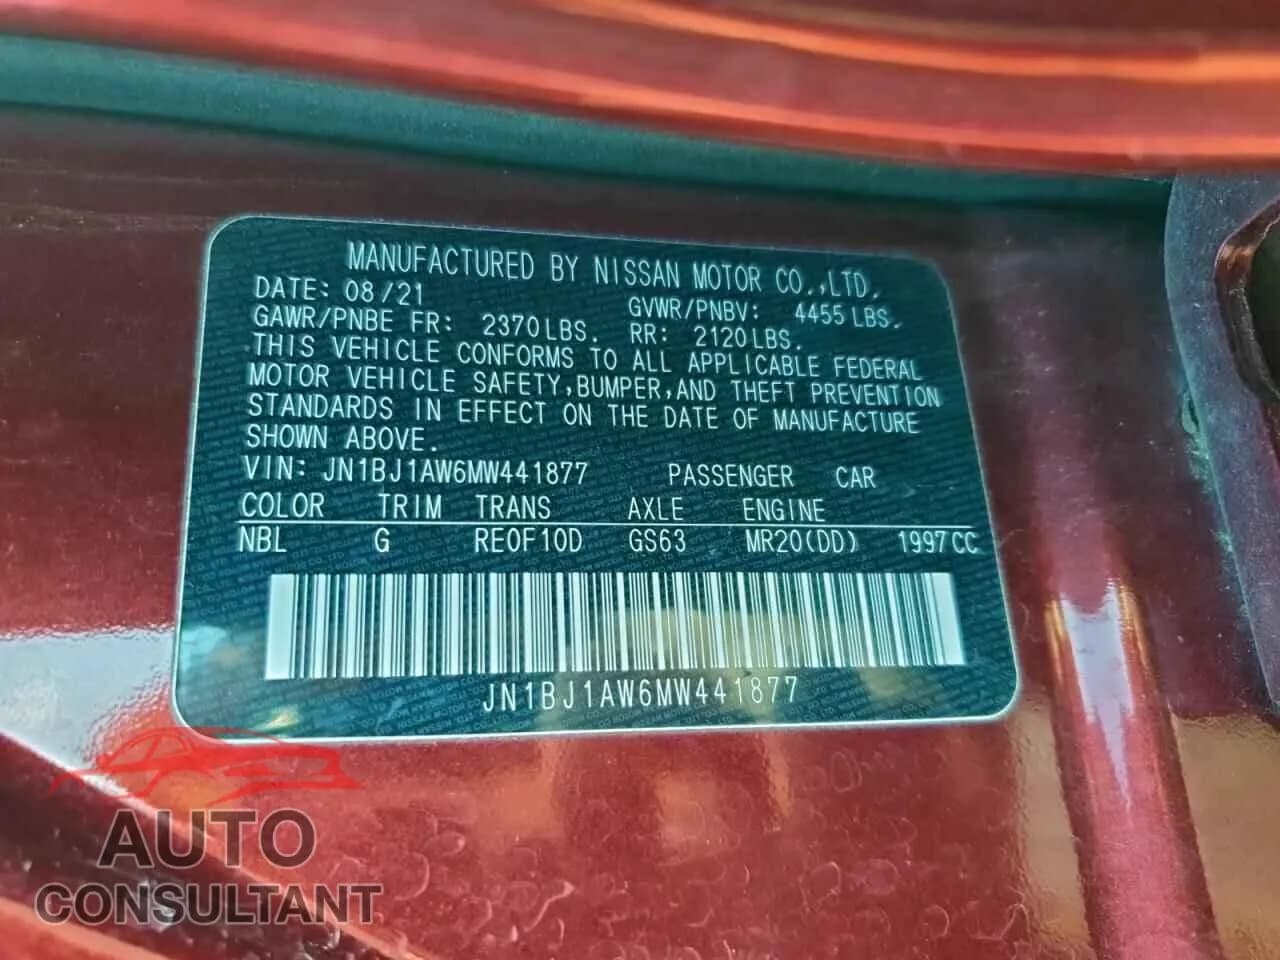 MANUFACTURED BY NISSAN MOTOR CO.,LTD.
DATE: 08/21 GVWR/PNBV: 4455 LBS.
GAWR/PNBE FR: 2370 LBS. RR: 2120 LBS.
THIS VEHICLE CONFORMS TO ALL APPLICABLE FEDERAL
MOTOR VEHICLE SAFETY,BUMPER,AND THEFT PREVENTION
STANDARDS IN EFFECT ON THE DATE OF MANUFACTURE
SHOWN ABOVE.
VIN: JN1BJ1AW6MW441877 PASSENGER CAR
COLOR TRIM TRANS AXLE ENGINE
NBL G RE0F10D GS63 MR20(DD) 1997CC
JN1BJ1AW6MW441877
AUTO
CONSULTANT